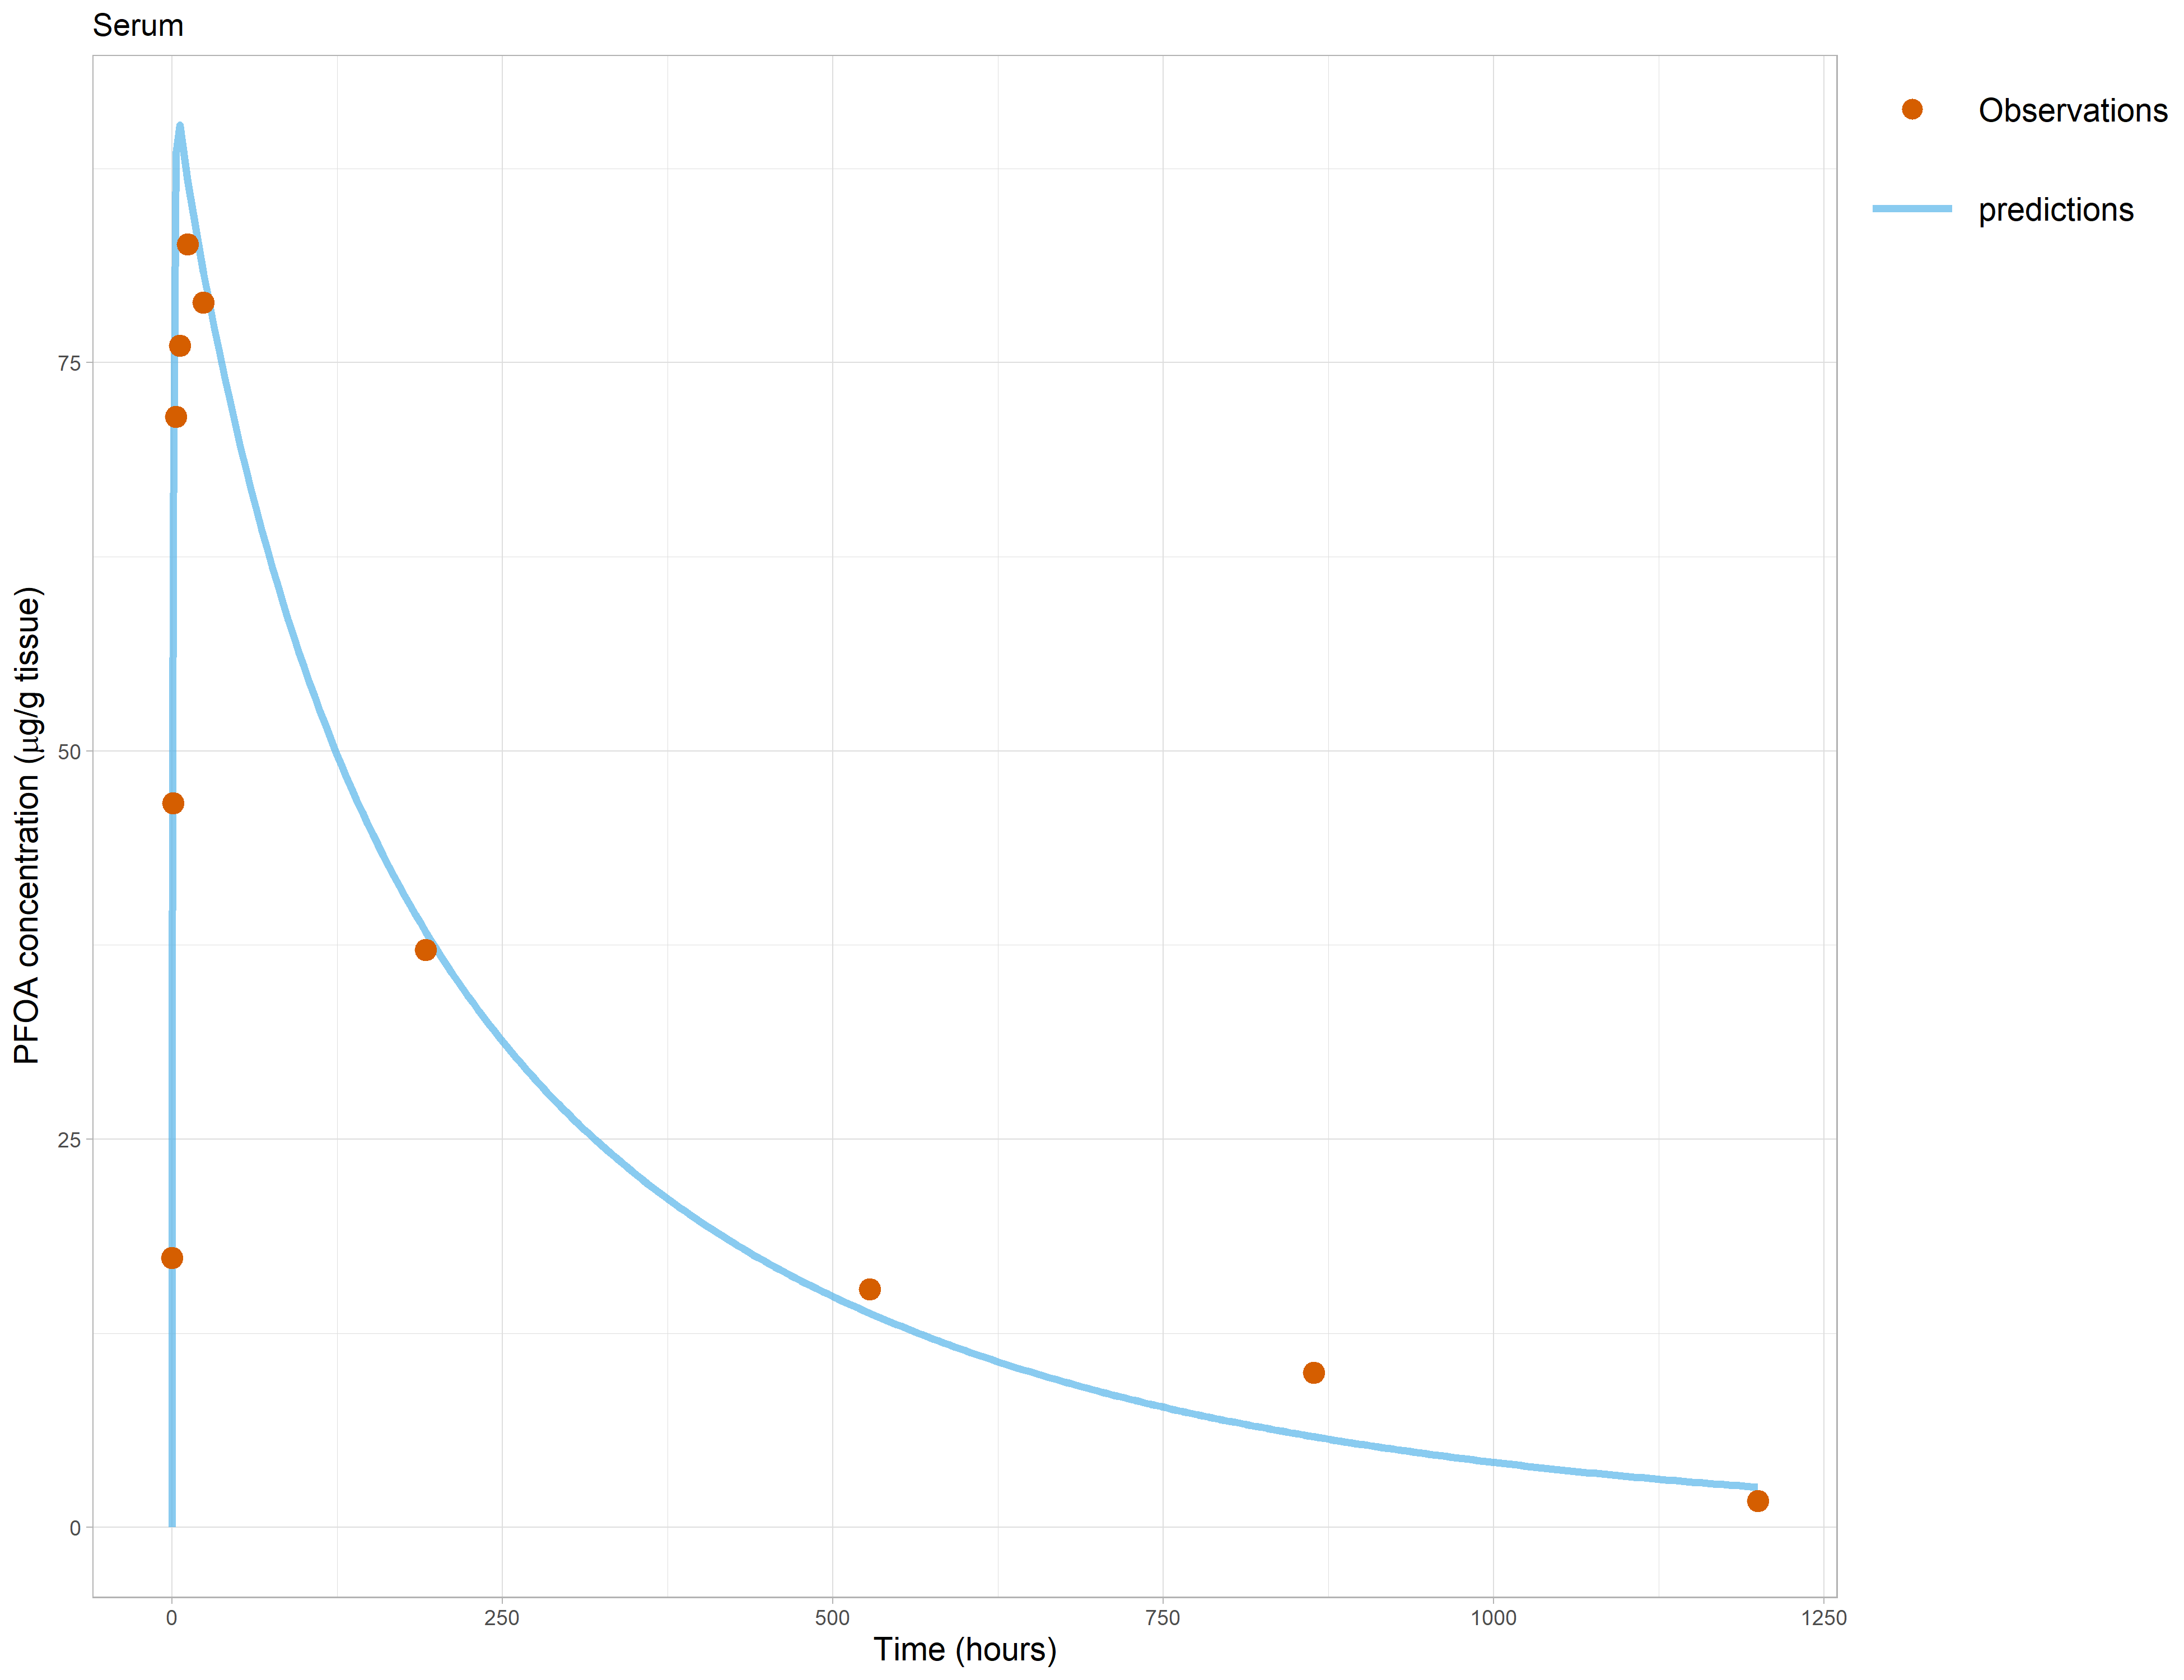 Serum
Observations
predictions
PFOA concentration (μg/g tissue)
75
50
25
0
0 250 500 750 1000 1250
Time (hours)